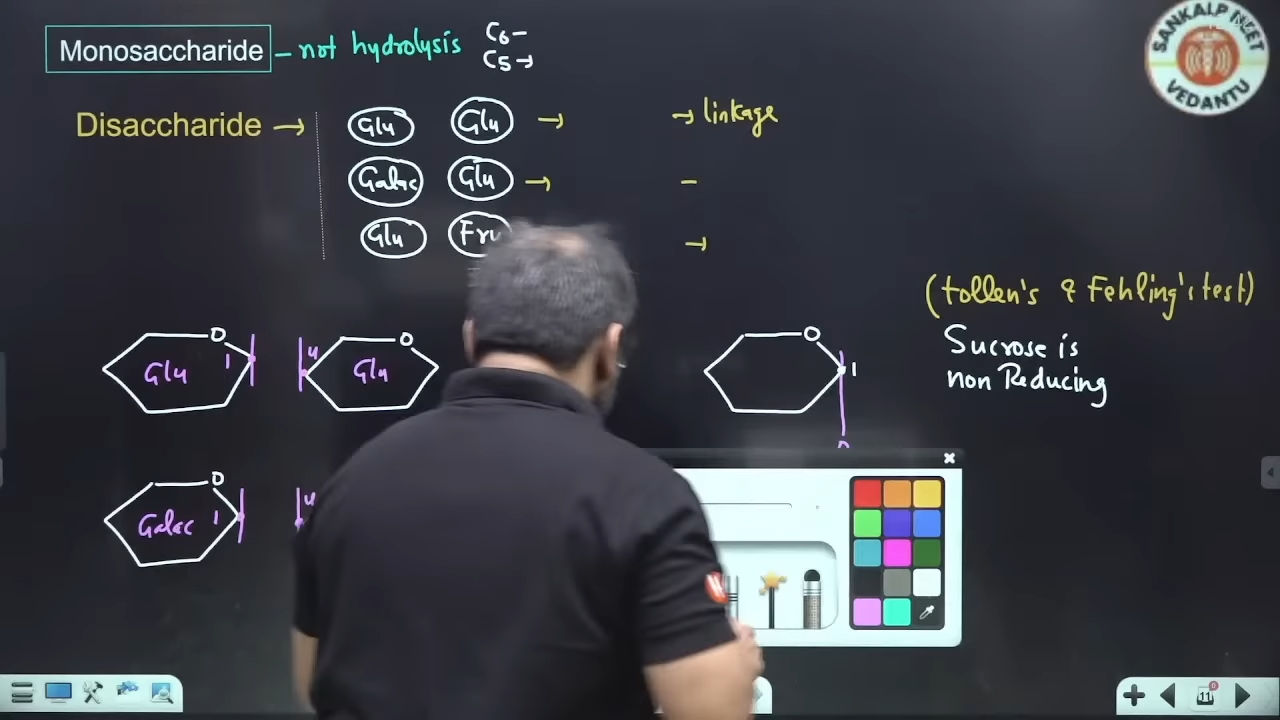 Monosaccharide – not hydrolysis C6–
C5→
Disaccharide → Glu Glu → → linkage
Galac Glu → –
Glu Fru →
(tollen's & Fehling's test)
Sucrose is
non Reducing
O O O
Glu 1 4 Glu 1
O
Galac 1 4
SANKALP NEET
VEDANTU
11